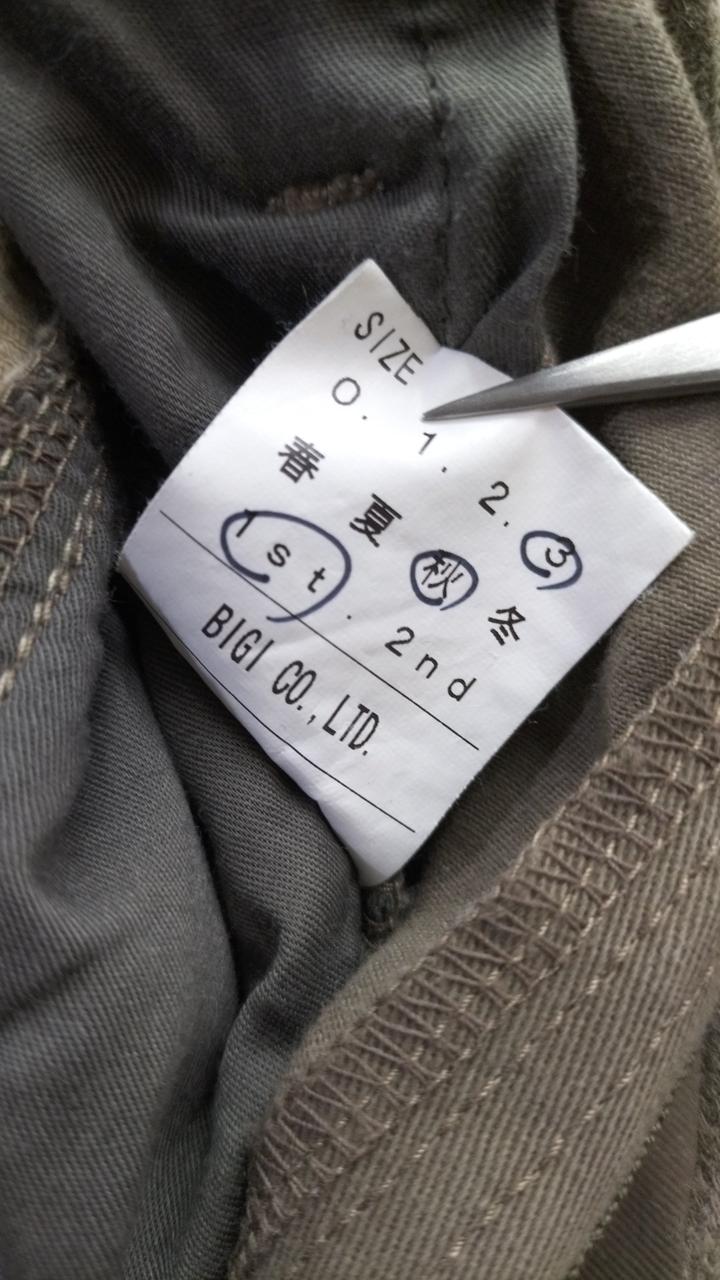 SIZE
0. 1. 2. 3
春 夏 秋 冬
1st. 2nd
BIGI CO.,LTD.